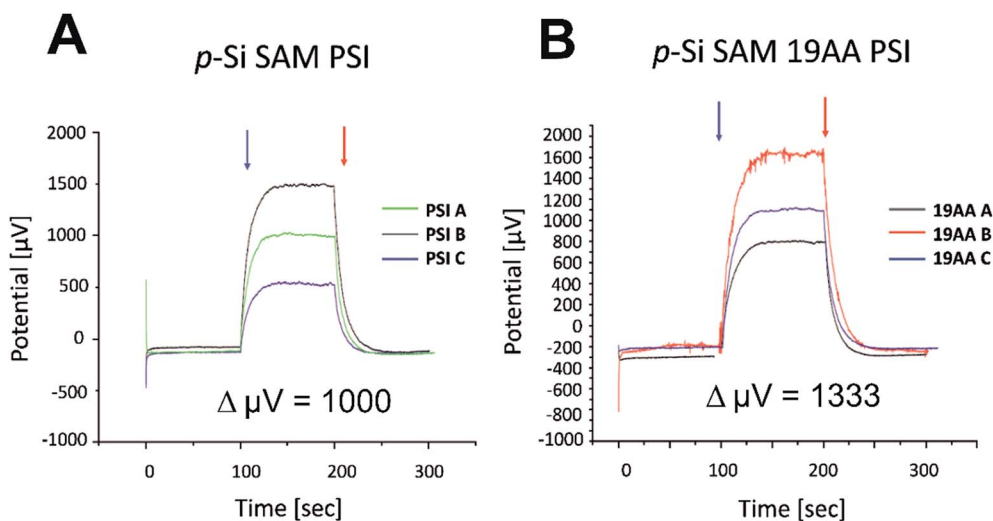 A
p-Si SAM PSI
2000
1500
1000
500
0
-500
-1000
Potential [µV]
PSI A
PSI B
PSI C
Δ µV = 1000
0 100 200 300
Time [sec]
B
p-Si SAM 19AA PSI
2000
1600
1400
1200
1000
800
600
400
200
0
-200
-400
-600
-800
-1000
Potential [µV]
19AA A
19AA B
19AA C
Δ µV = 1333
0 100 200 300
Time [sec]